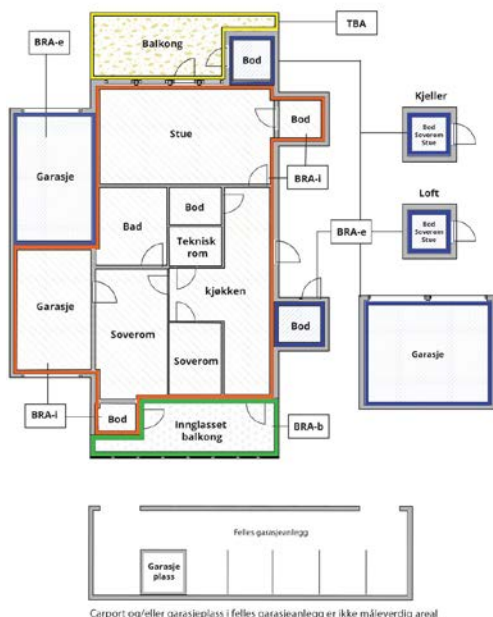 TBA
BRA-e
Balkong
Bod
Kjeller
Bod
Soverom
Stue
Stue
Bod
BRA-i
Garasje
Loft
Bod
Soverom
Stue
Bad
Bod
Teknisk
rom
BRA-e
kjøkken
Garasje
Soverom
Bod
Garasje
Soverom
BRA-i
Bod
Innglasset
balkong
BRA-b
Felles garasjeanlegg
Garasje
plass
Carport og/eller garasjeplass i felles garasjeanlegg er ikke måleverdig areal